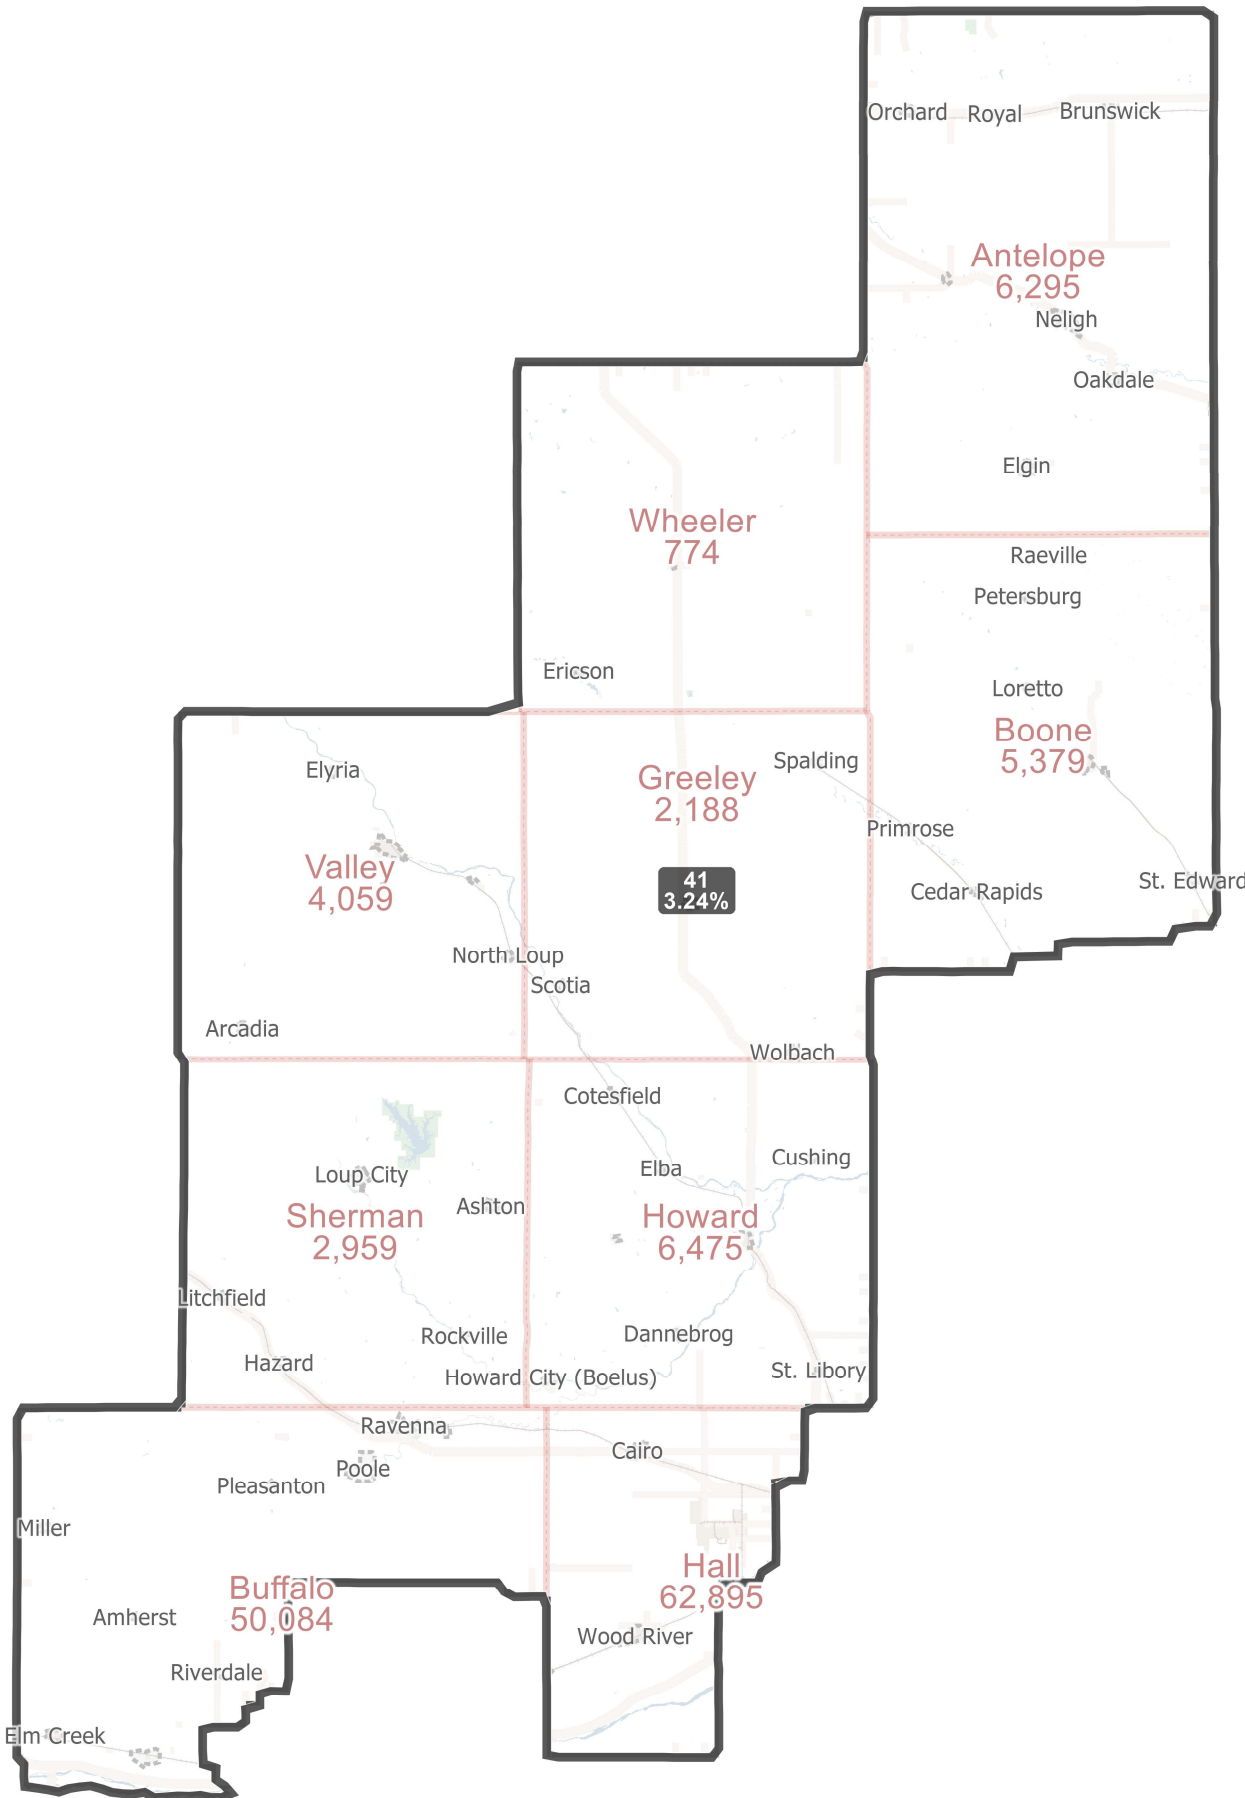 Orchard
Royal
Brunswick
Antelope
6,295
Neligh
Oakdale
Elgin
Wheeler
774
Raeville
Petersburg
Ericson
Loretto
Boone
5,379
Elyria
Greeley
2,188
Spalding
Primrose
Valley
4,059
41
3.24%
Cedar Rapids
St. Edward
North Loup
Scotia
Arcadia
Wolbach
Cotesfield
Loup City
Elba
Cushing
Ashton
Sherman
2,959
Howard
6,475
Litchfield
Rockville
Dannebrog
Hazard
Howard City (Boelus)
St. Libory
Ravenna
Cairo
Poole
Pleasanton
Miller
Hall
62,895
Buffalo
50,084
Amherst
Wood River
Riverdale
Elm Creek